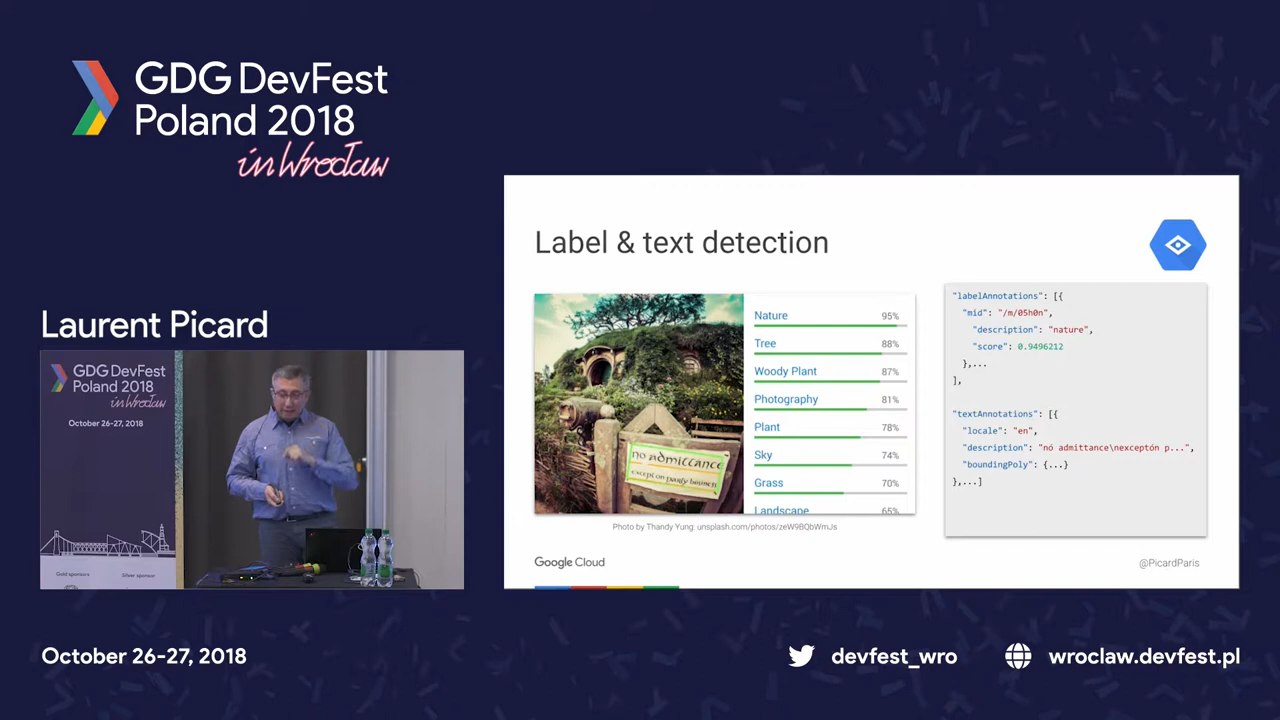 GDG DevFest
Poland 2018
in Wrocław
Laurent Picard
GDG DevFest
Poland 2018
in Wrocław
October 26-27, 2018
Gold sponsors
Silver sponsor
Label & text detection
no admittance
except on party business
Nature 95%
Tree 88%
Woody Plant 87%
Photography 81%
Plant 78%
Sky 74%
Grass 70%
Landscape 65%
Photo by Thandy Yung: unsplash.com/photos/zeW9BQbWmJs
"labelAnnotations": [{
"mid": "/m/05h0n",
"description": "nature",
"score": 0.9496212
},...
],
"textAnnotations": [{
"locale": "en",
"description": "nó admittance\nexceptón p...",
"boundingPoly": {...}
},...]
Google Cloud
@PicardParis
October 26-27, 2018
devfest_wro
wroclaw.devfest.pl